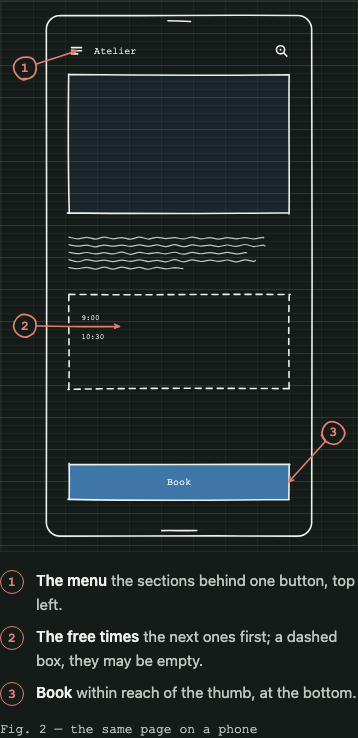 Atelier
1
9:00
2
10:30
3
Book
1 The menu the sections behind one button, top
left.
2 The free times the next ones first; a dashed
box, they may be empty.
3 Book within reach of the thumb, at the bottom.
Fig. 2 — the same page on a phone